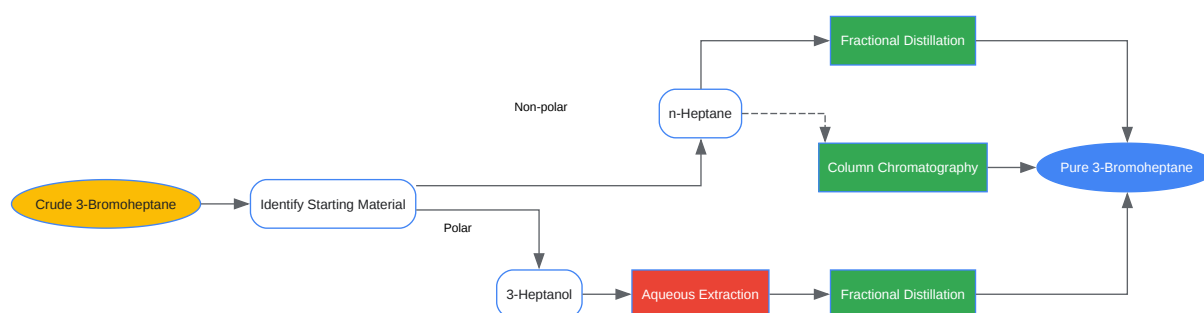 Fractional Distillation
Non-polar
n-Heptane
Column Chromatography
Pure 3-Bromoheptane
Crude 3-Bromoheptane
Identify Starting Material
Polar
3-Heptanol
Aqueous Extraction
Fractional Distillation